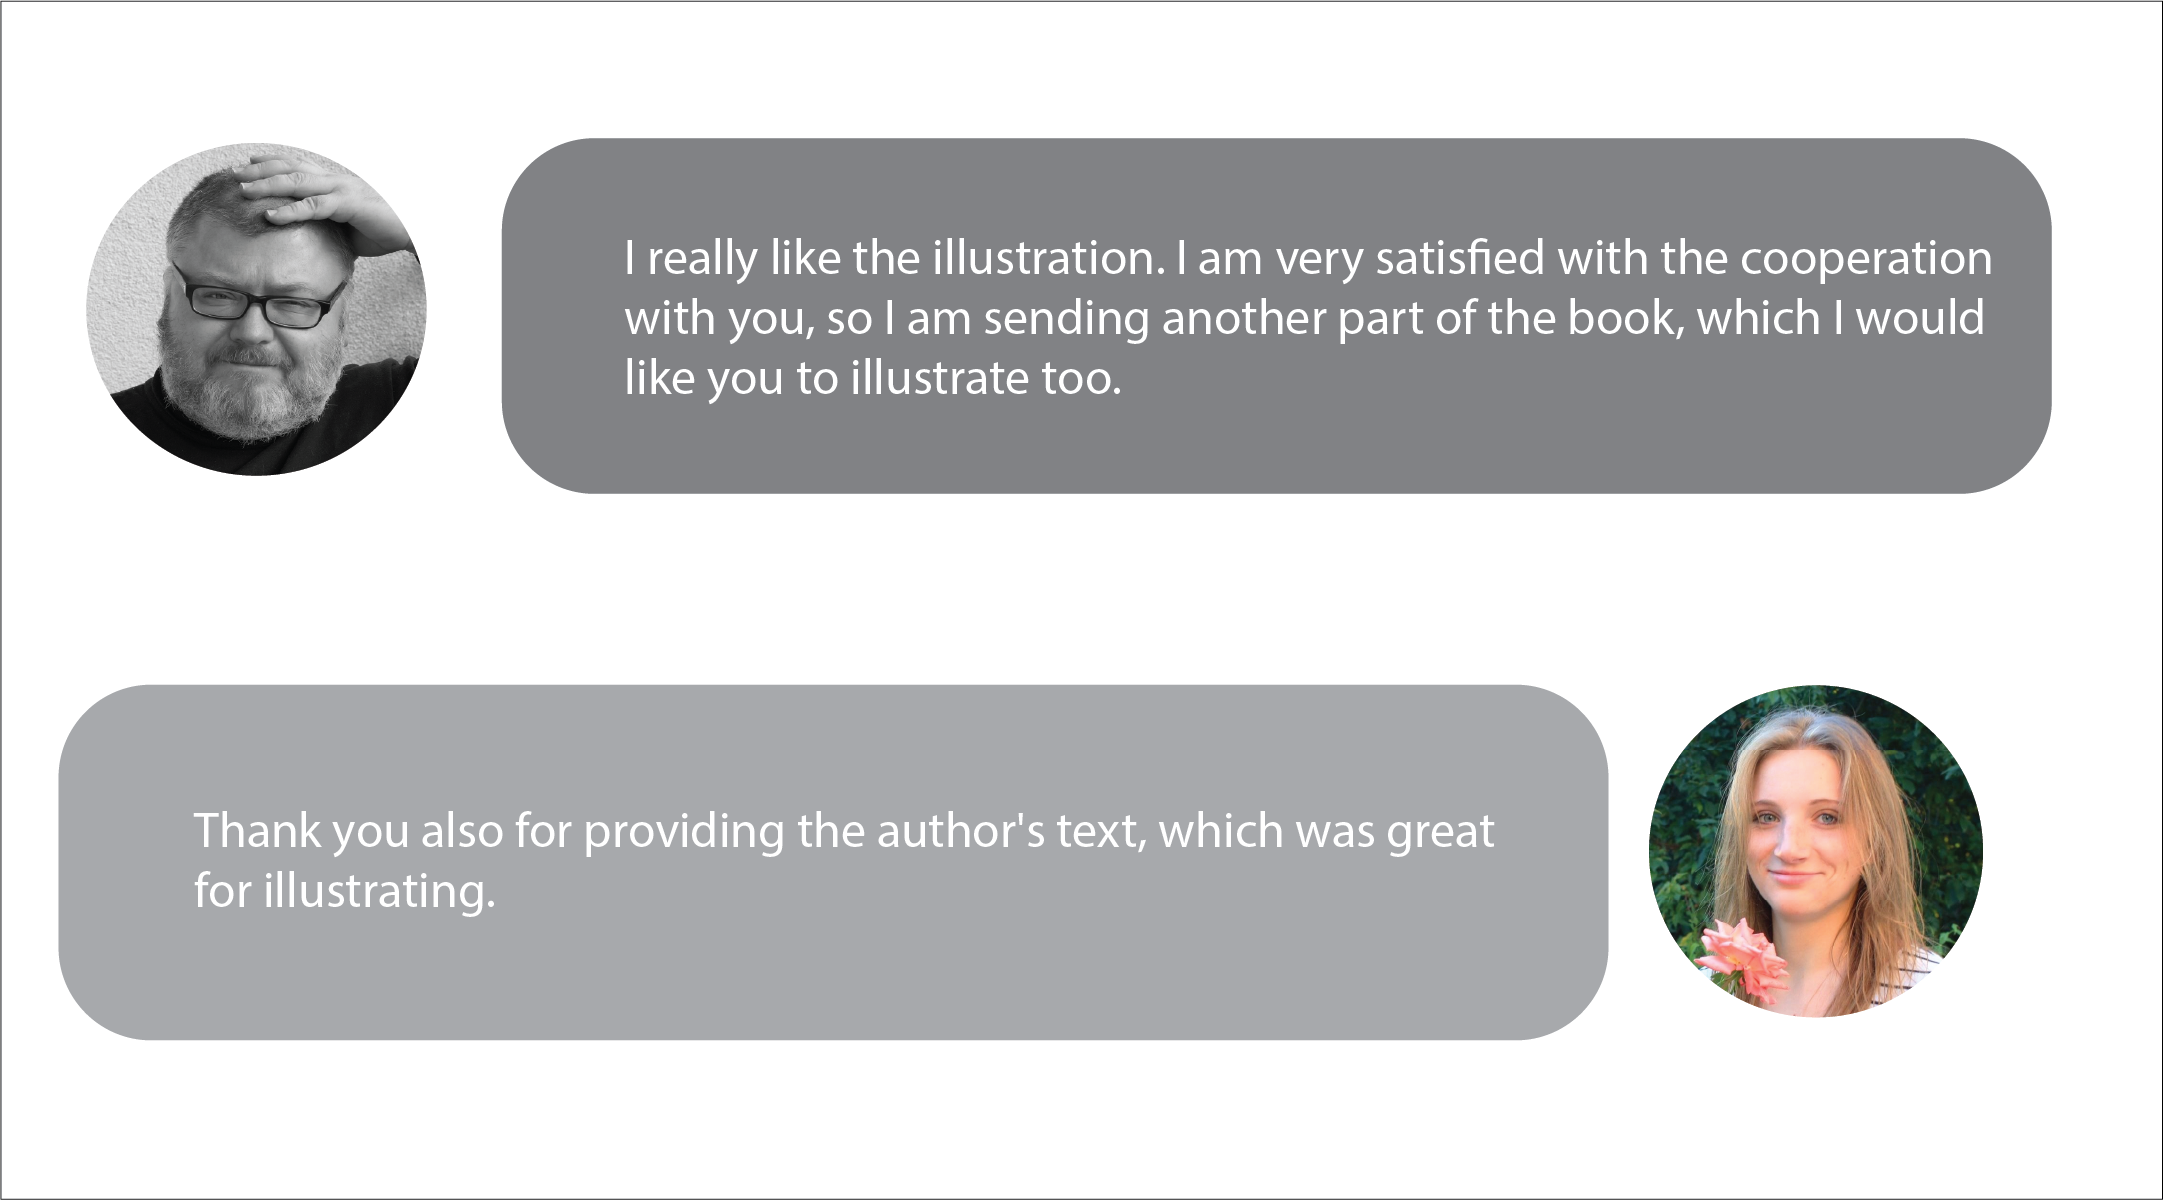 I really like the illustration. I am very satisfied with the cooperation
with you, so I am sending another part of the book, which I would
like you to illustrate too.
Thank you also for providing the author's text, which was great
for illustrating.